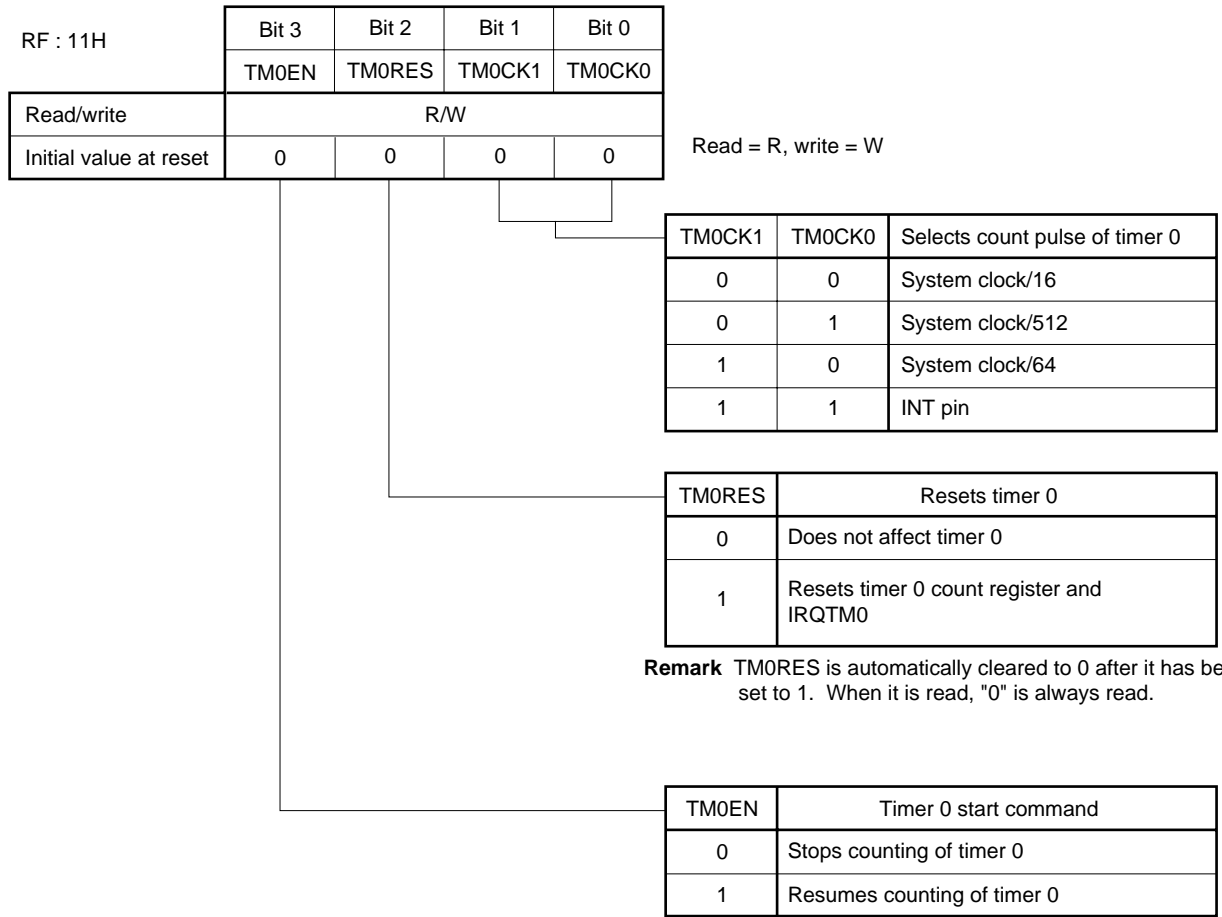 RF : 11H
Bit 3 Bit 2 Bit 1 Bit 0
TM0EN TM0RES TM0CK1 TM0CK0
Read/write R/W
Initial value at reset 0 0 0 0
Read = R, write = W
TM0CK1 TM0CK0 Selects count pulse of timer 0
0 0 System clock/16
0 1 System clock/512
1 0 System clock/64
1 1 INT pin
TM0RES Resets timer 0
0 Does not affect timer 0
1 Resets timer 0 count register and
IRQTM0
Remark TM0RES is automatically cleared to 0 after it has be
set to 1. When it is read, "0" is always read.
TM0EN Timer 0 start command
0 Stops counting of timer 0
1 Resumes counting of timer 0